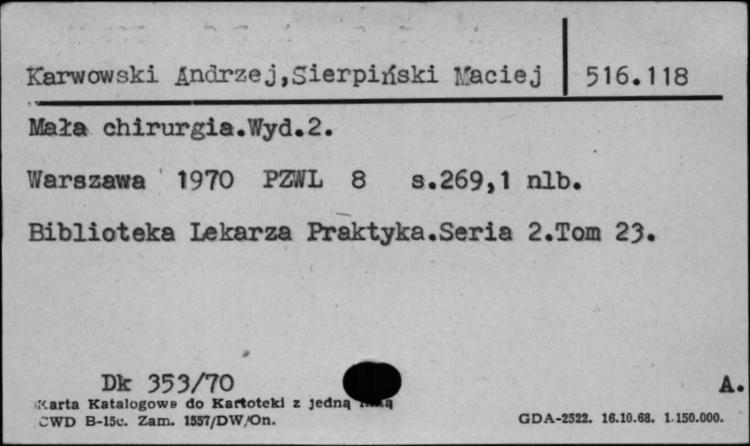 Karwowski Andrzej,Sierpiński Maciej 516.118
Mała chirurgia.Wyd.2.
Warszawa 1970 PZWL 8 s.269,1 nlb.
Biblioteka Lekarza Praktyka.Seria 2.Tom 23.
Dk 353/70 A.
Karta Katalogowa do Kartoteki z jedną
CWD B-15c. Zam. 1557/DW/On. GDA-2522. 16.10.68. 1.150.000.